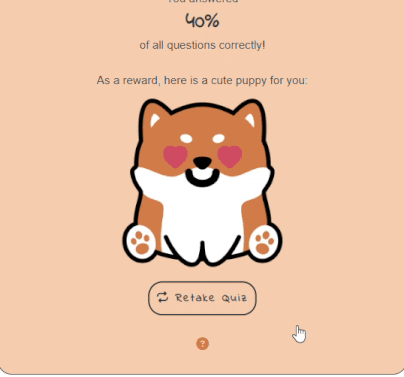 You answered
40%
of all questions correctly!
As a reward, here is a cute puppy for you:
Retake Quiz
?